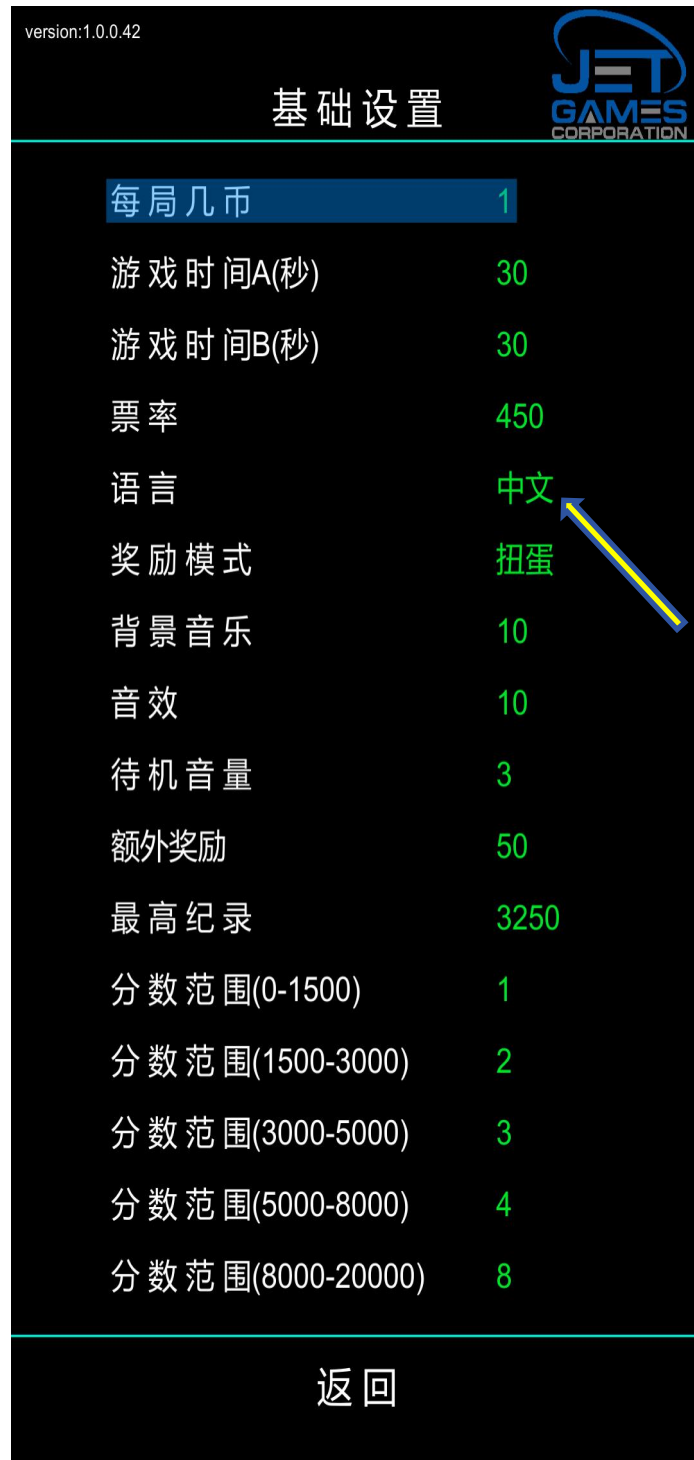 version:1.0.0.42
JET
GAMES
CORPORATION
基础设置
每局几币 1
游戏时间A(秒) 30
游戏时间B(秒) 30
票率 450
语言 中文
奖励模式 扭蛋
背景音乐 10
音效 10
待机音量 3
额外奖励 50
最高纪录 3250
分数范围(0-1500) 1
分数范围(1500-3000) 2
分数范围(3000-5000) 3
分数范围(5000-8000) 4
分数范围(8000-20000) 8
返回